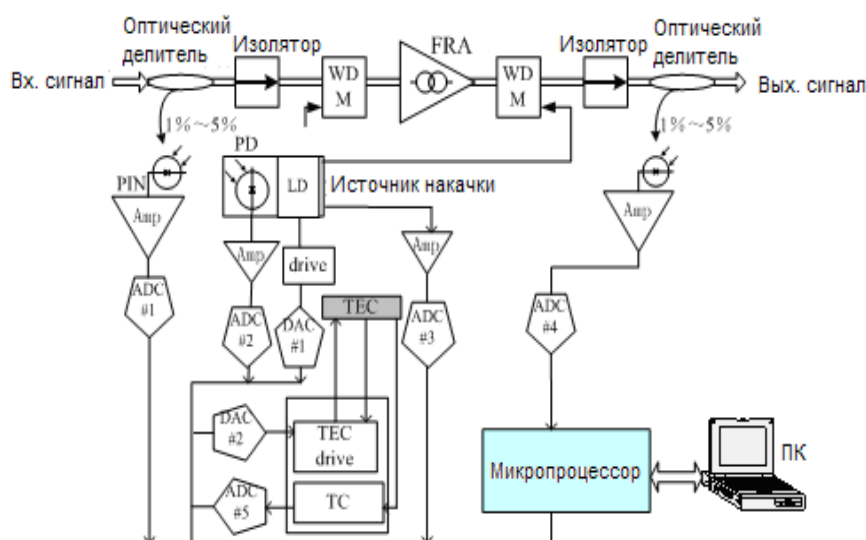 Оптический
делитель
Изолятор
FRA
Изолятор
Оптический
делитель
Вх. сигнал
WD
M
WD
M
Вых. сигнал
1%~5%
1%~5%
PD
PIN
LD
Источник накачки
Amp
Amp
Amp
Amp
drive
ADC
#1
ADC
#2
DAC
#1
TEC
ADC
#3
ADC
#4
DAC
#2
TEC
drive
Микропроцессор
ПК
ADC
#5
TC